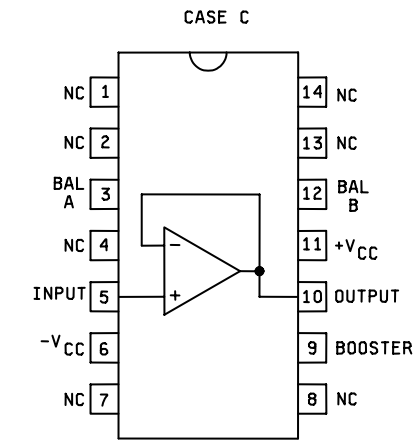 CASE C
NC 1 14 NC
NC 2 13 NC
BAL A 3 12 BAL B
NC 4 11 +VCC
INPUT 5 + − 10 OUTPUT
-VCC 6 9 BOOSTER
NC 7 8 NC